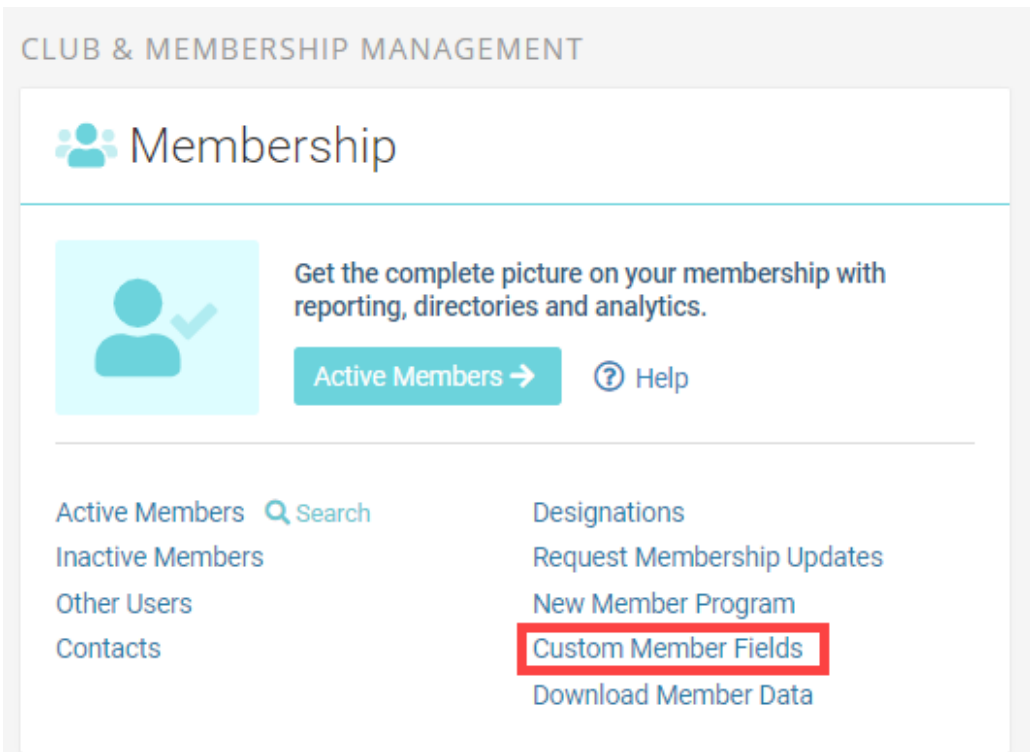 CLUB & MEMBERSHIP MANAGEMENT
Membership
Get the complete picture on your membership with
reporting, directories and analytics.
Active Members
Help
Active Members Search
Inactive Members
Other Users
Contacts
Designations
Request Membership Updates
New Member Program
Custom Member Fields
Download Member Data